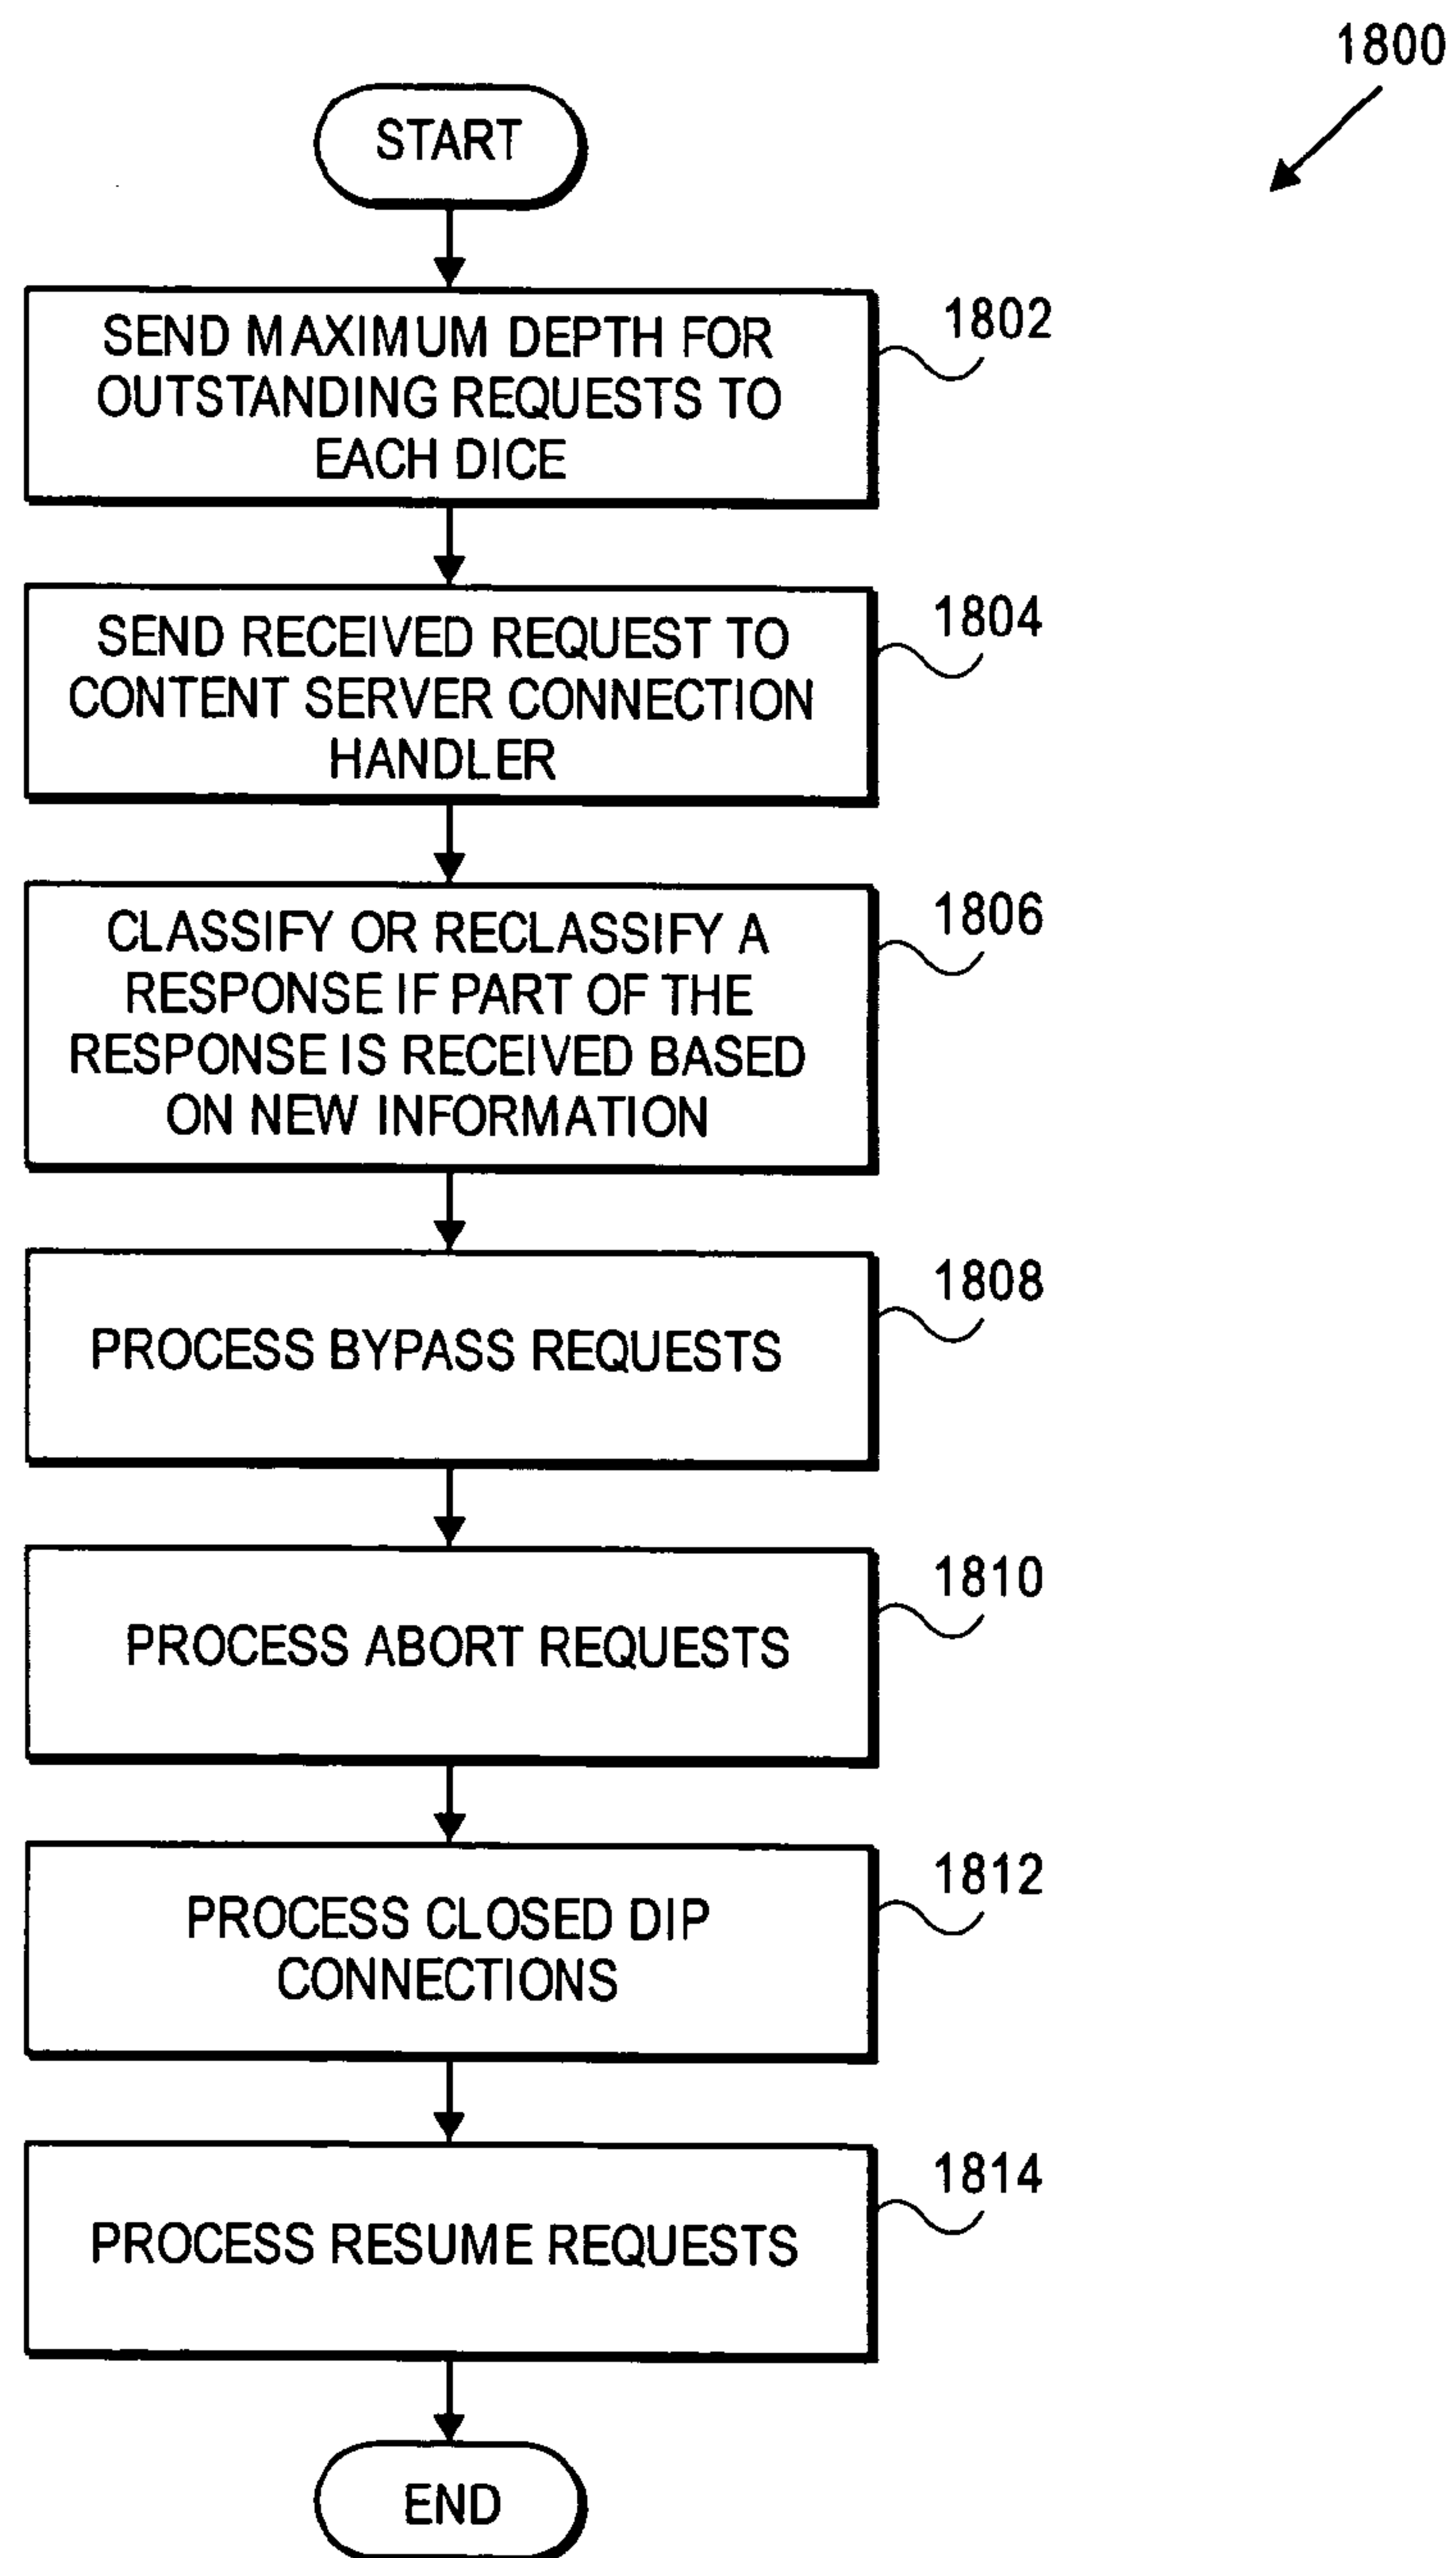 1800
START
SEND MAXIMUM DEPTH FOR
OUTSTANDING REQUESTS TO
EACH DICE
1802
SEND RECEIVED REQUEST TO
CONTENT SERVER CONNECTION
HANDLER
1804
CLASSIFY OR RECLASSIFY A
RESPONSE IF PART OF THE
RESPONSE IS RECEIVED BASED
ON NEW INFORMATION
1806
PROCESS BYPASS REQUESTS
1808
PROCESS ABORT REQUESTS
1810
PROCESS CLOSED DIP
CONNECTIONS
1812
PROCESS RESUME REQUESTS
1814
END